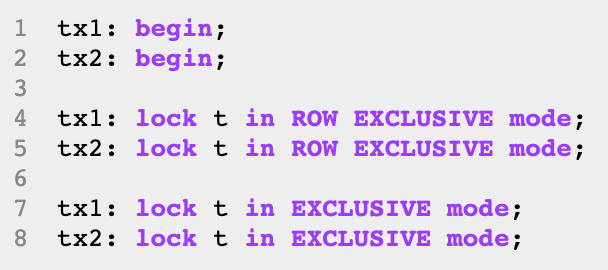 1 tx1: begin;
2 tx2: begin;
3
4 tx1: lock t in ROW EXCLUSIVE mode;
5 tx2: lock t in ROW EXCLUSIVE mode;
6
7 tx1: lock t in EXCLUSIVE mode;
8 tx2: lock t in EXCLUSIVE mode;